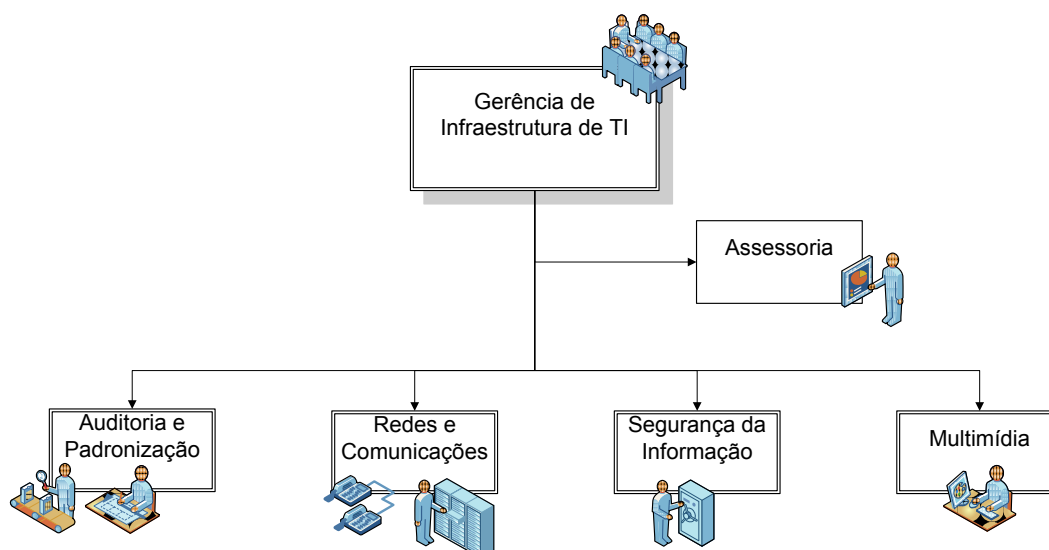 Gerência de
Infraestrutura de TI
Assessoria
Auditoria e
Padronização
Redes e
Comunicações
Segurança da
Informação
Multimídia